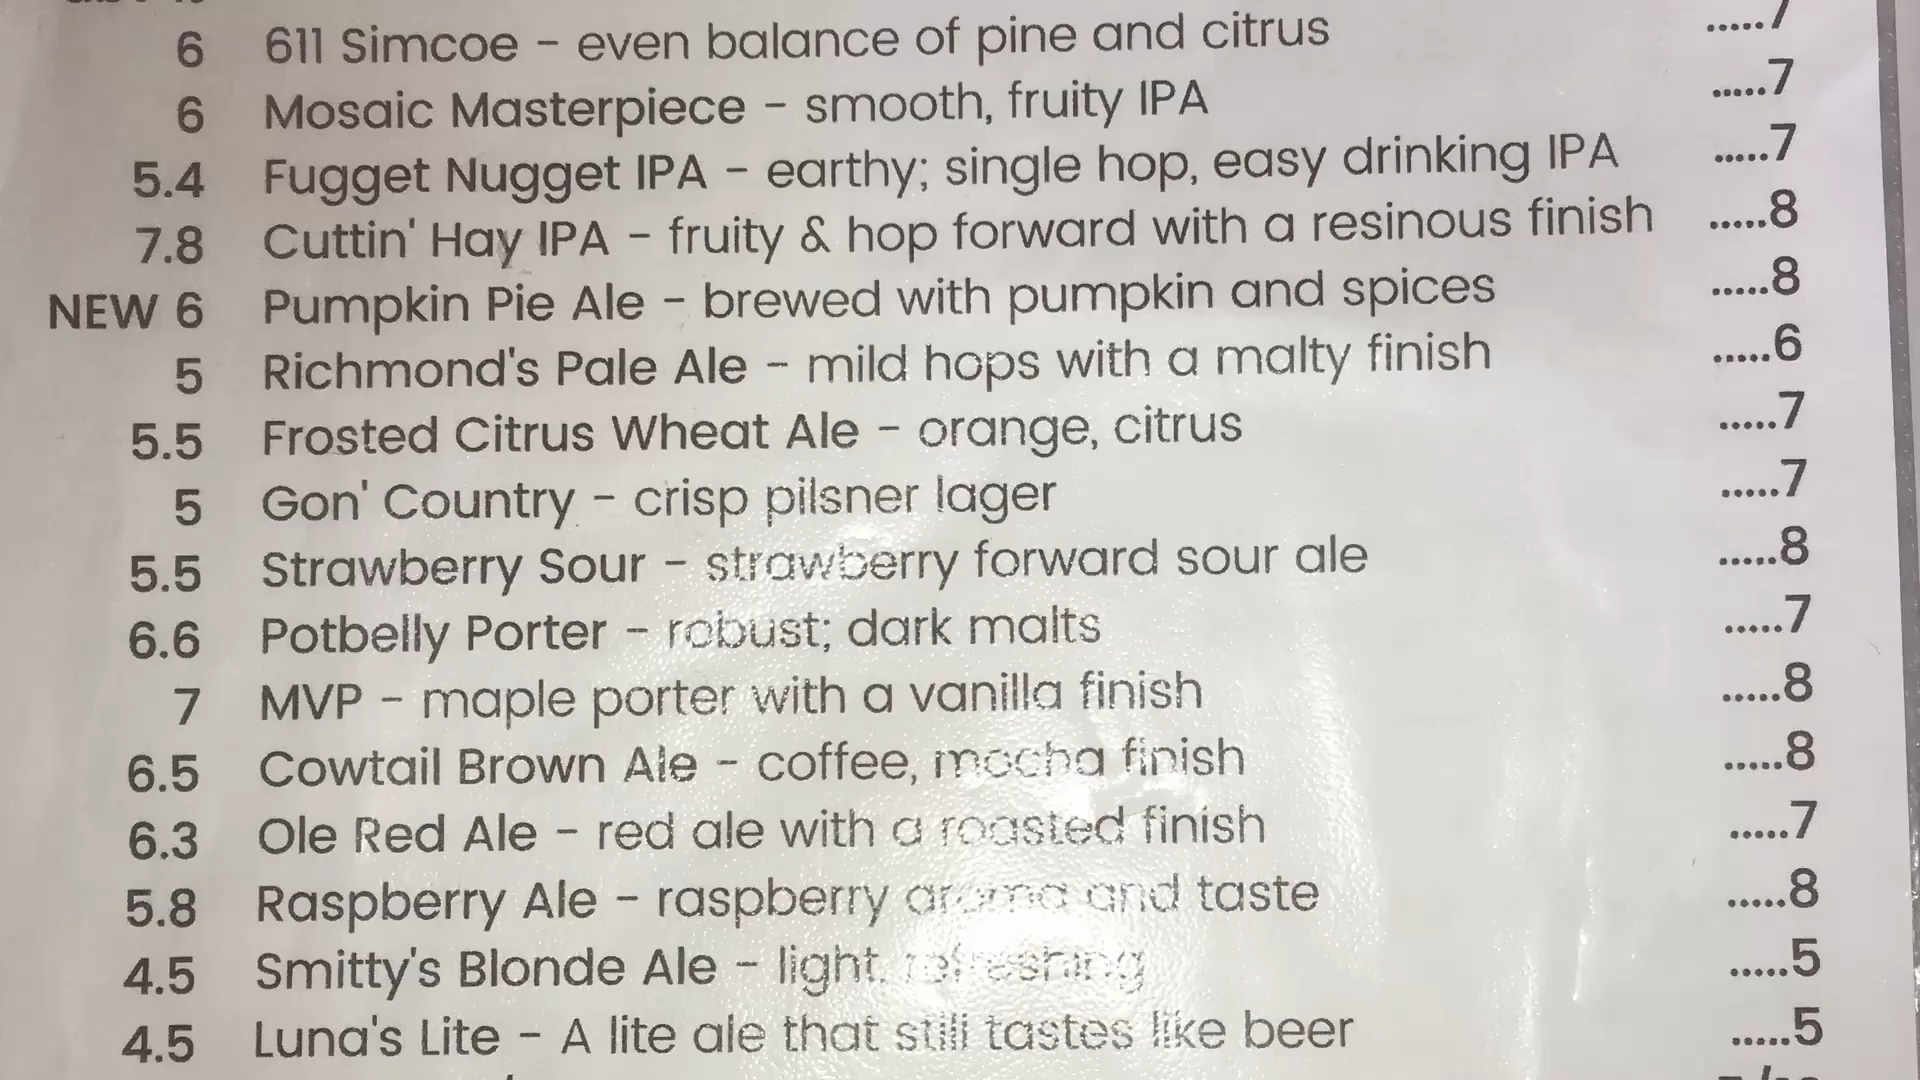 6 611 Simcoe - even balance of pine and citrus .....7
6 Mosaic Masterpiece - smooth, fruity IPA .....7
5.4 Fugget Nugget IPA - earthy; single hop, easy drinking IPA .....7
7.8 Cuttin' Hay IPA - fruity & hop forward with a resinous finish .....8
NEW 6 Pumpkin Pie Ale - brewed with pumpkin and spices .....8
5 Richmond's Pale Ale - mild hops with a malty finish .....6
5.5 Frosted Citrus Wheat Ale - orange, citrus .....7
5 Gon' Country - crisp pilsner lager .....7
5.5 Strawberry Sour - strawberry forward sour ale .....8
6.6 Potbelly Porter - robust; dark malts .....7
7 MVP - maple porter with a vanilla finish .....8
6.5 Cowtail Brown Ale - coffee, mocha finish .....8
6.3 Ole Red Ale - red ale with a roasted finish .....7
5.8 Raspberry Ale - raspberry aroma and taste .....8
4.5 Smitty's Blonde Ale - light, refreshing .....5
4.5 Luna's Lite - A lite ale that still tastes like beer .....5